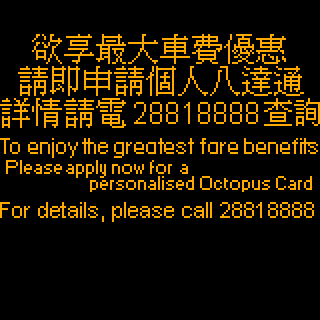 欲享最大車費優惠
請即申請個人八達通
詳情請電 28818888 查詢
To enjoy the greatest fare benefits
Please apply now for a
personalised Octopus Card
For details, please call 28818888